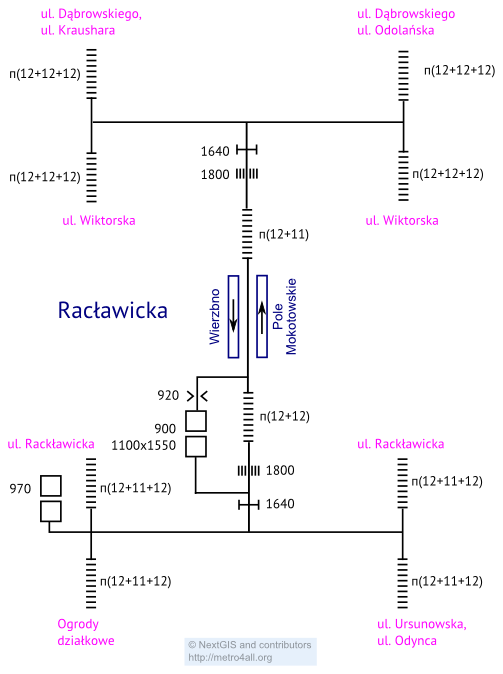 ul. Dąbrowskiego,
ul. Kraushara
ul. Dąbrowskiego
ul. Odolańska
п(12+12+12)
п(12+12+12)
1640
1800
п(12+12+12)
п(12+12+12)
ul. Wiktorska
ul. Wiktorska
п(12+11)
Racławicka
Wierzbno
Pole
Mokotowskie
920
900
1100x1550
п(12+12)
ul. Rackławicka
ul. Rackławicka
1800
970
п(12+11+12)
п(12+11+12)
1640
п(12+11+12)
п(12+11+12)
Ogrody
działkowe
ul. Ursunowska,
ul. Odynca
© NextGIS and contributors
http://metro4all.org